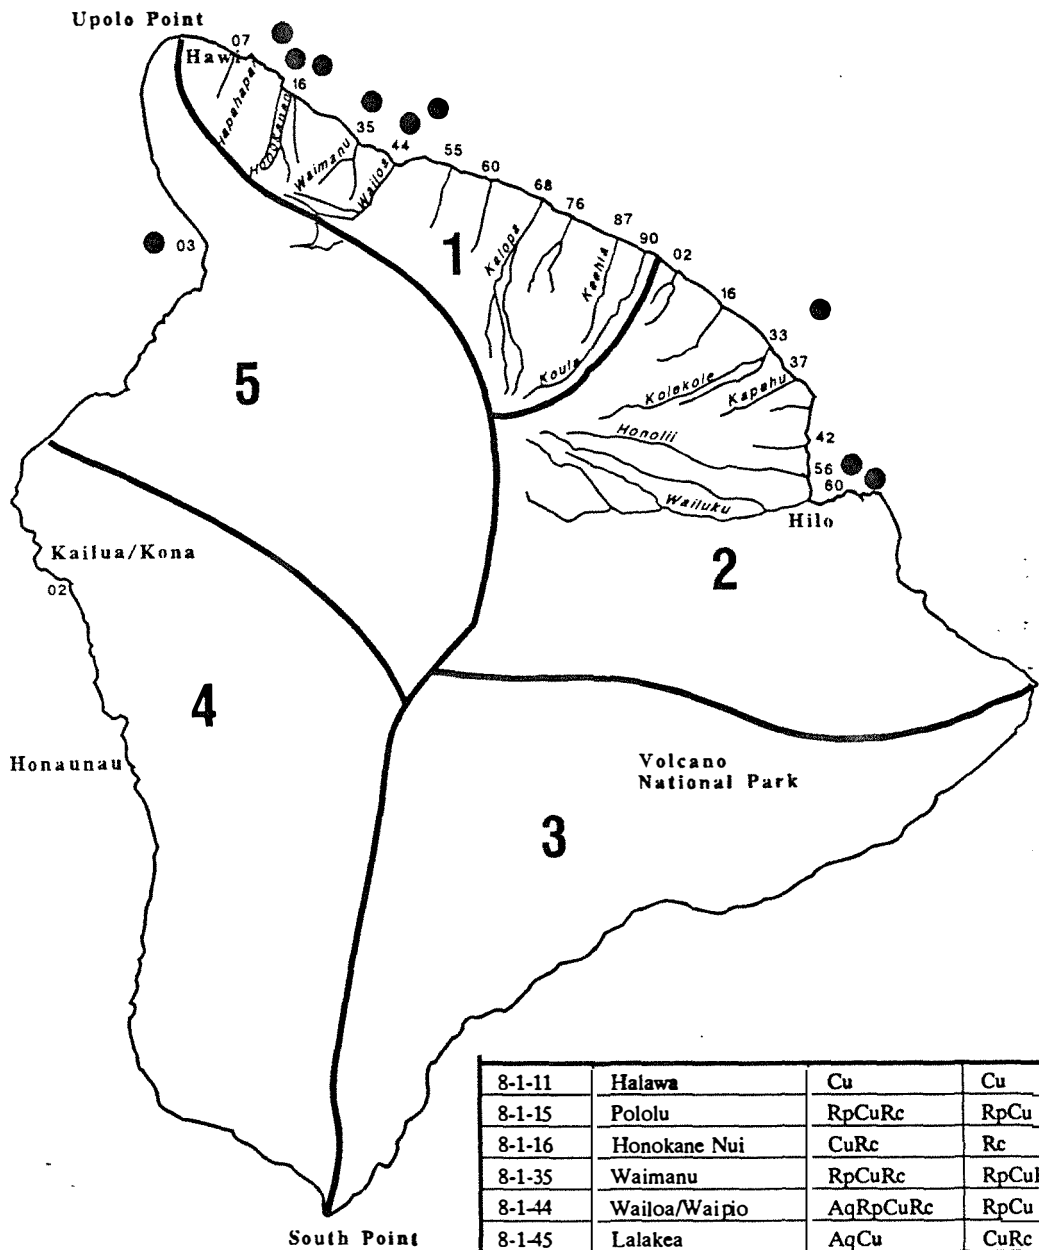 Upolo Point
07
Hawi
16
Waimanu
35
44
Wailoa
55
60
68
76
87
90
02
16
33
37
42
56
60
03
1
Kalopa
Kaahia
Koula
Kolekole
Kapahu
Honolii
Wailuku
Hilo
5
2
Kailua/Kona
02
4
Honaunau
Volcano
National Park
3
South Point
8-1-11 Halawa Cu Cu
8-1-15 Pololu RpCuRc RpCu
8-1-16 Honokane Nui CuRc Rc
8-1-35 Waimanu RpCuRc
8-1-44 Wailoa/Waipio AqRpCuRc RpCu
8-1-45 Lalakea AqCu CuRc